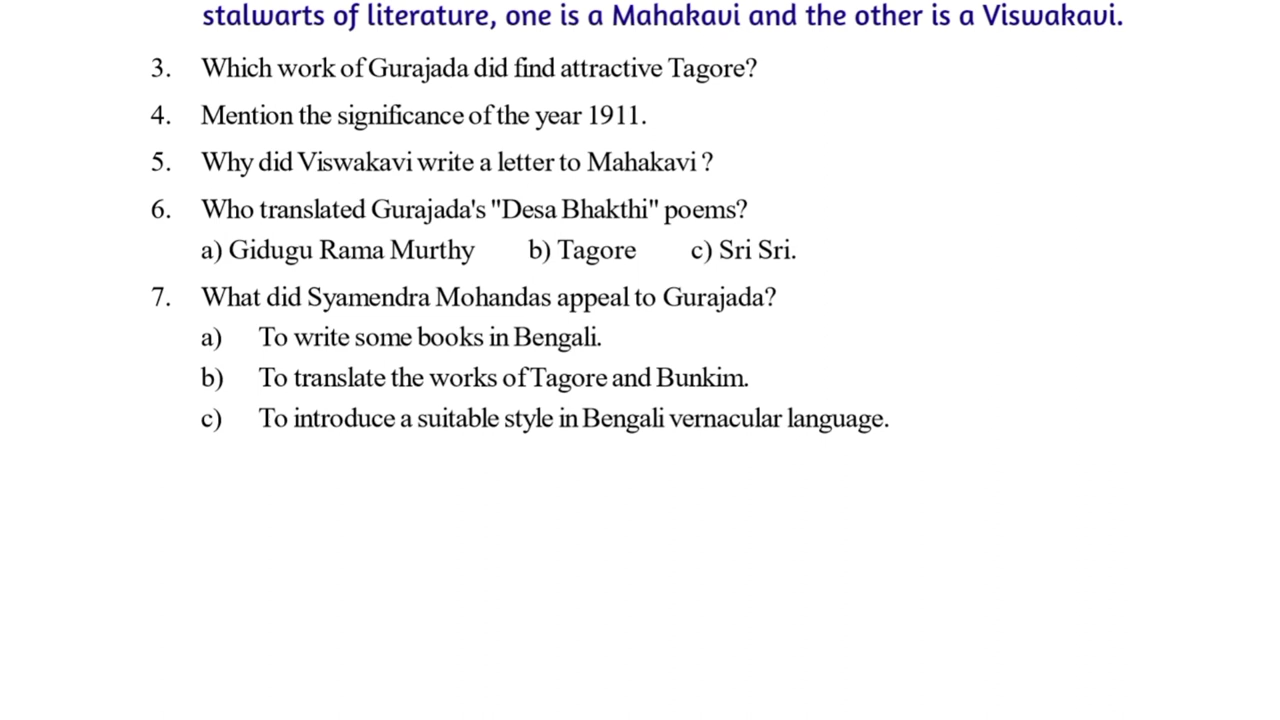 stalwarts of literature, one is a Mahakavi and the other is a Viswakavi.
3. Which work of Gurajada did find attractive Tagore?
4. Mention the significance of the year 1911.
5. Why did Viswakavi write a letter to Mahakavi ?
6. Who translated Gurajada's "Desa Bhakthi" poems?
a) Gidugu Rama Murthy b) Tagore c) Sri Sri.
7. What did Syamendra Mohandas appeal to Gurajada?
a) To write some books in Bengali.
b) To translate the works of Tagore and Bunkim.
c) To introduce a suitable style in Bengali vernacular language.